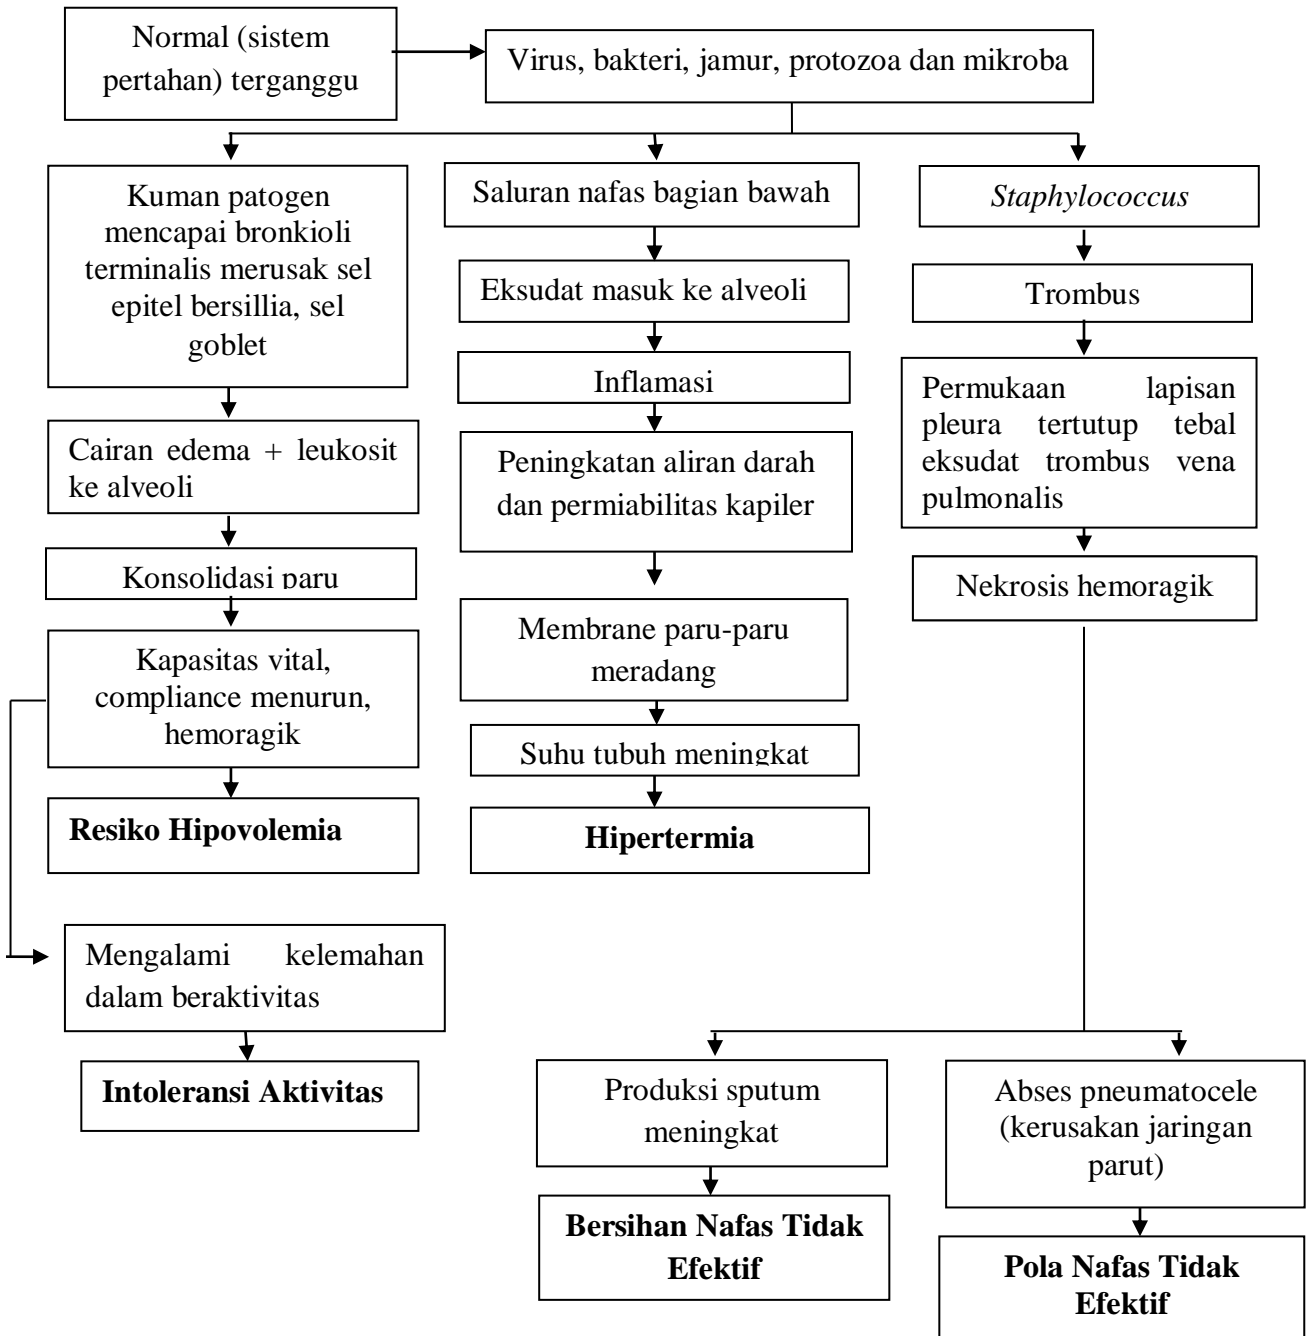 Normal (sistem
pertahan) terganggu
Virus, bakteri, jamur, protozoa dan mikroba
Kuman patogen
mencapai bronkioli
terminalis merusak sel
epitel bersillia, sel
goblet
Cairan edema + leukosit
ke alveoli
Konsolidasi paru
Kapasitas vital,
compliance menurun,
hemoragik
Resiko Hipovolemia
Mengalami kelemahan
dalam beraktivitas
Intoleransi Aktivitas
Saluran nafas bagian bawah
Eksudat masuk ke alveoli
Inflamasi
Peningkatan aliran darah
dan permiabilitas kapiler
Membrane paru-paru
meradang
Suhu tubuh meningkat
Hipertermia
Staphylococcus
Trombus
Permukaan lapisan
pleura tertutup tebal
eksudat trombus vena
pulmonalis
Nekrosis hemoragik
Produksi sputum
meningkat
Bersihan Nafas Tidak
Efektif
Abses pneumatocele
(kerusakan jaringan
parut)
Pola Nafas Tidak
Efektif